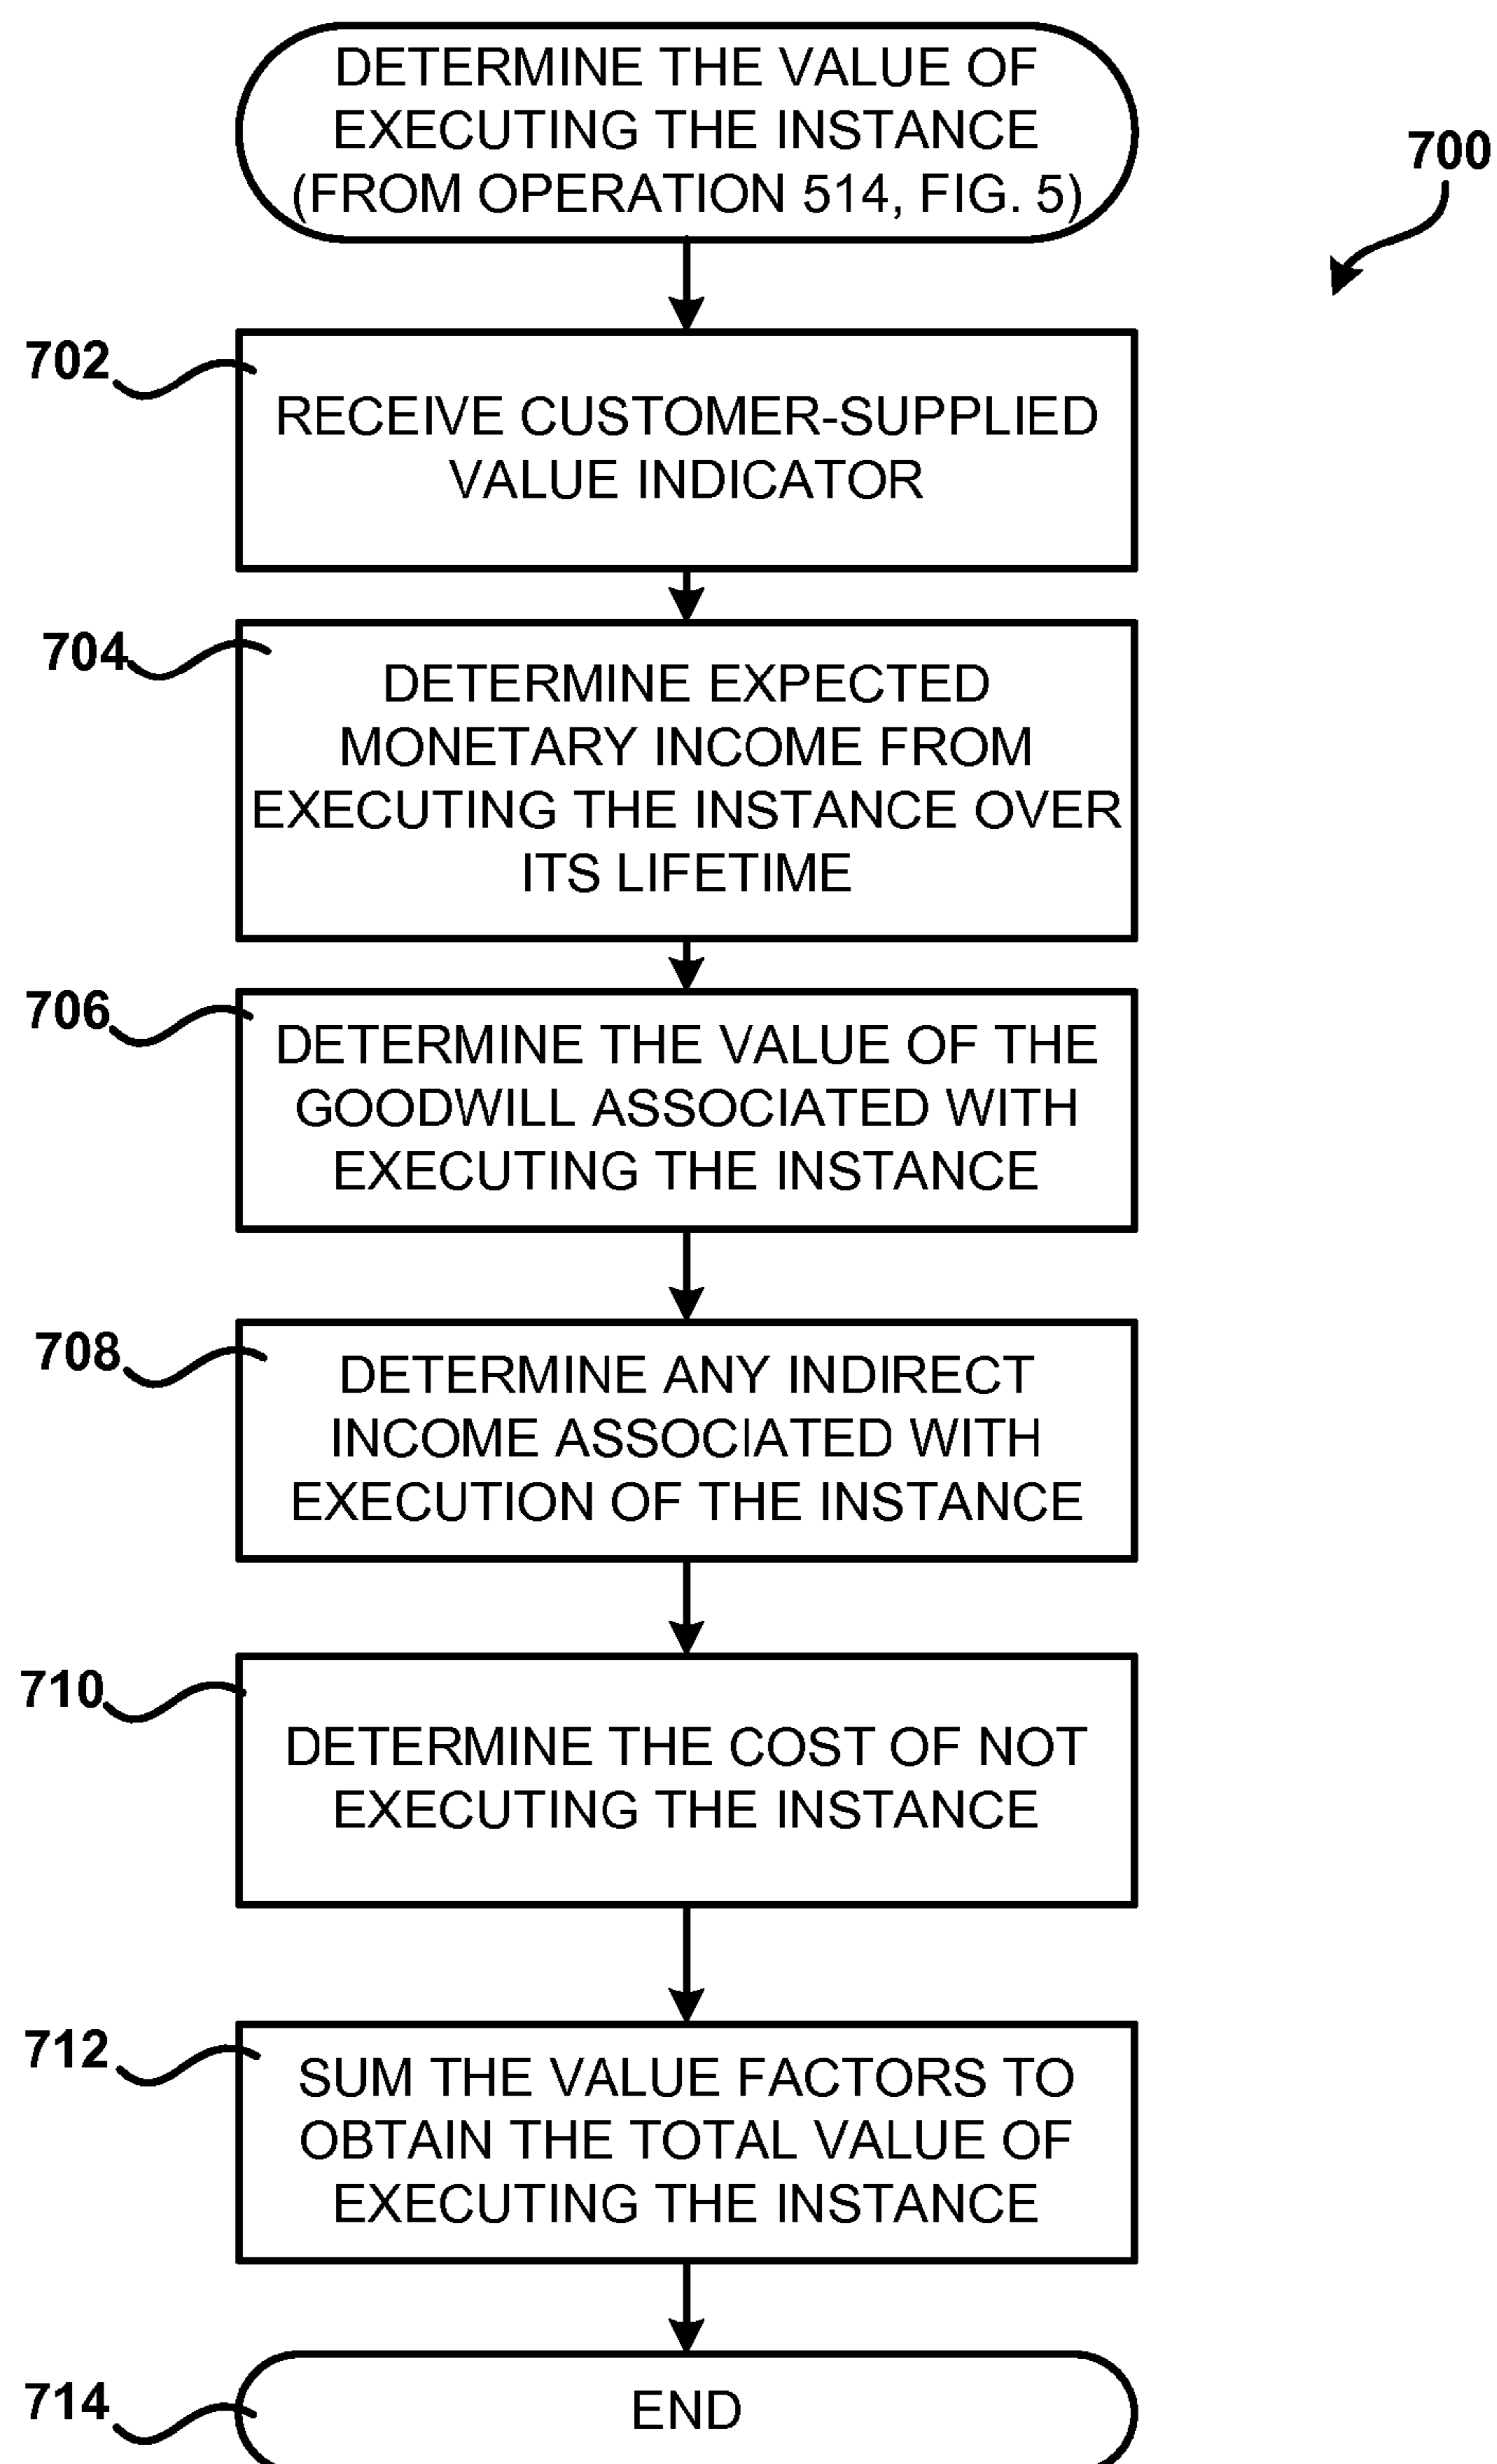 DETERMINE THE VALUE OF
EXECUTING THE INSTANCE
(FROM OPERATION 514, FIG. 5)
700
702
RECEIVE CUSTOMER-SUPPLIED
VALUE INDICATOR
704
DETERMINE EXPECTED
MONETARY INCOME FROM
EXECUTING THE INSTANCE OVER
ITS LIFETIME
706
DETERMINE THE VALUE OF THE
GOODWILL ASSOCIATED WITH
EXECUTING THE INSTANCE
708
DETERMINE ANY INDIRECT
INCOME ASSOCIATED WITH
EXECUTION OF THE INSTANCE
710
DETERMINE THE COST OF NOT
EXECUTING THE INSTANCE
712
SUM THE VALUE FACTORS TO
OBTAIN THE TOTAL VALUE OF
EXECUTING THE INSTANCE
714
END